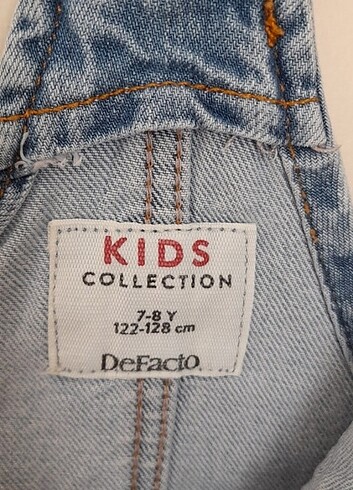 KIDS
COLLECTION
7-8 Y
122-128 cm
DeFacto